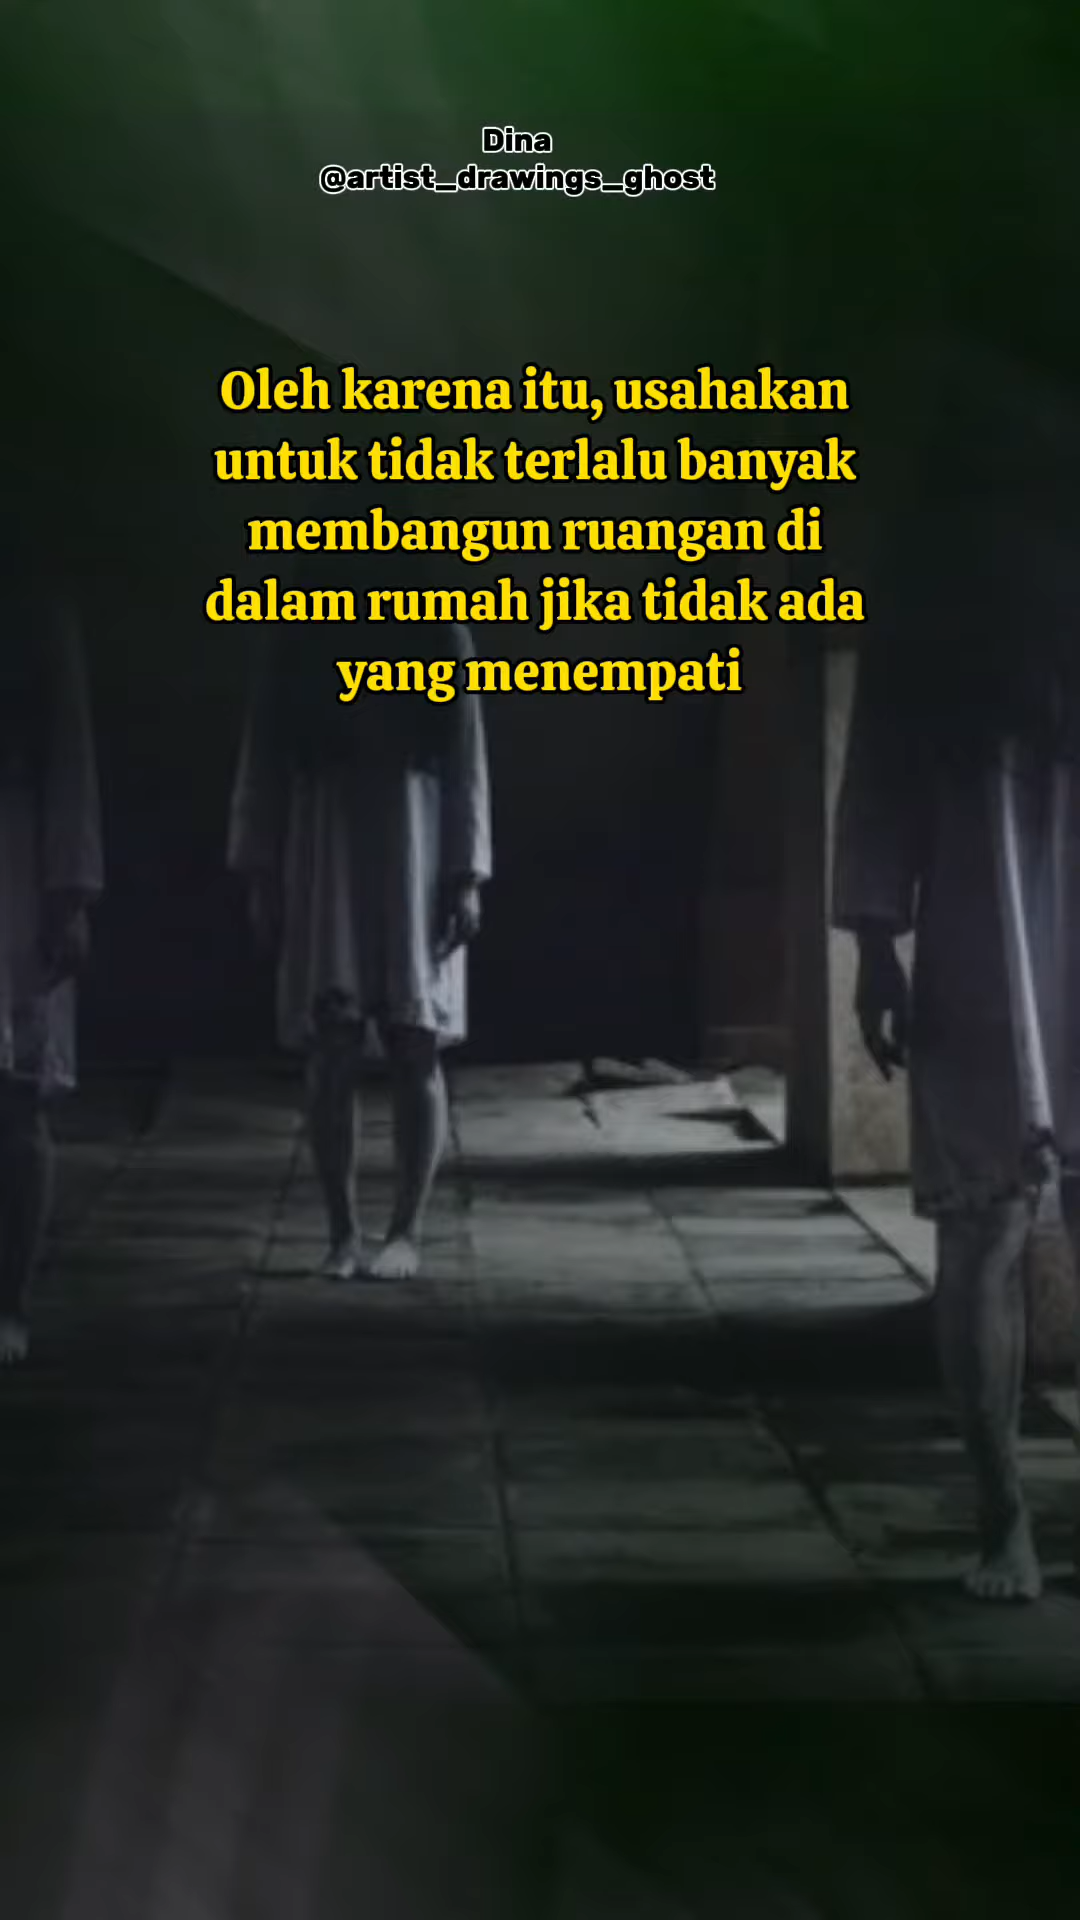 Dina
@artist_drawings_ghost
Oleh karena itu, usahakan
untuk tidak terlalu banyak
membangun ruangan di
dalam rumah jika tidak ada
yang menempati